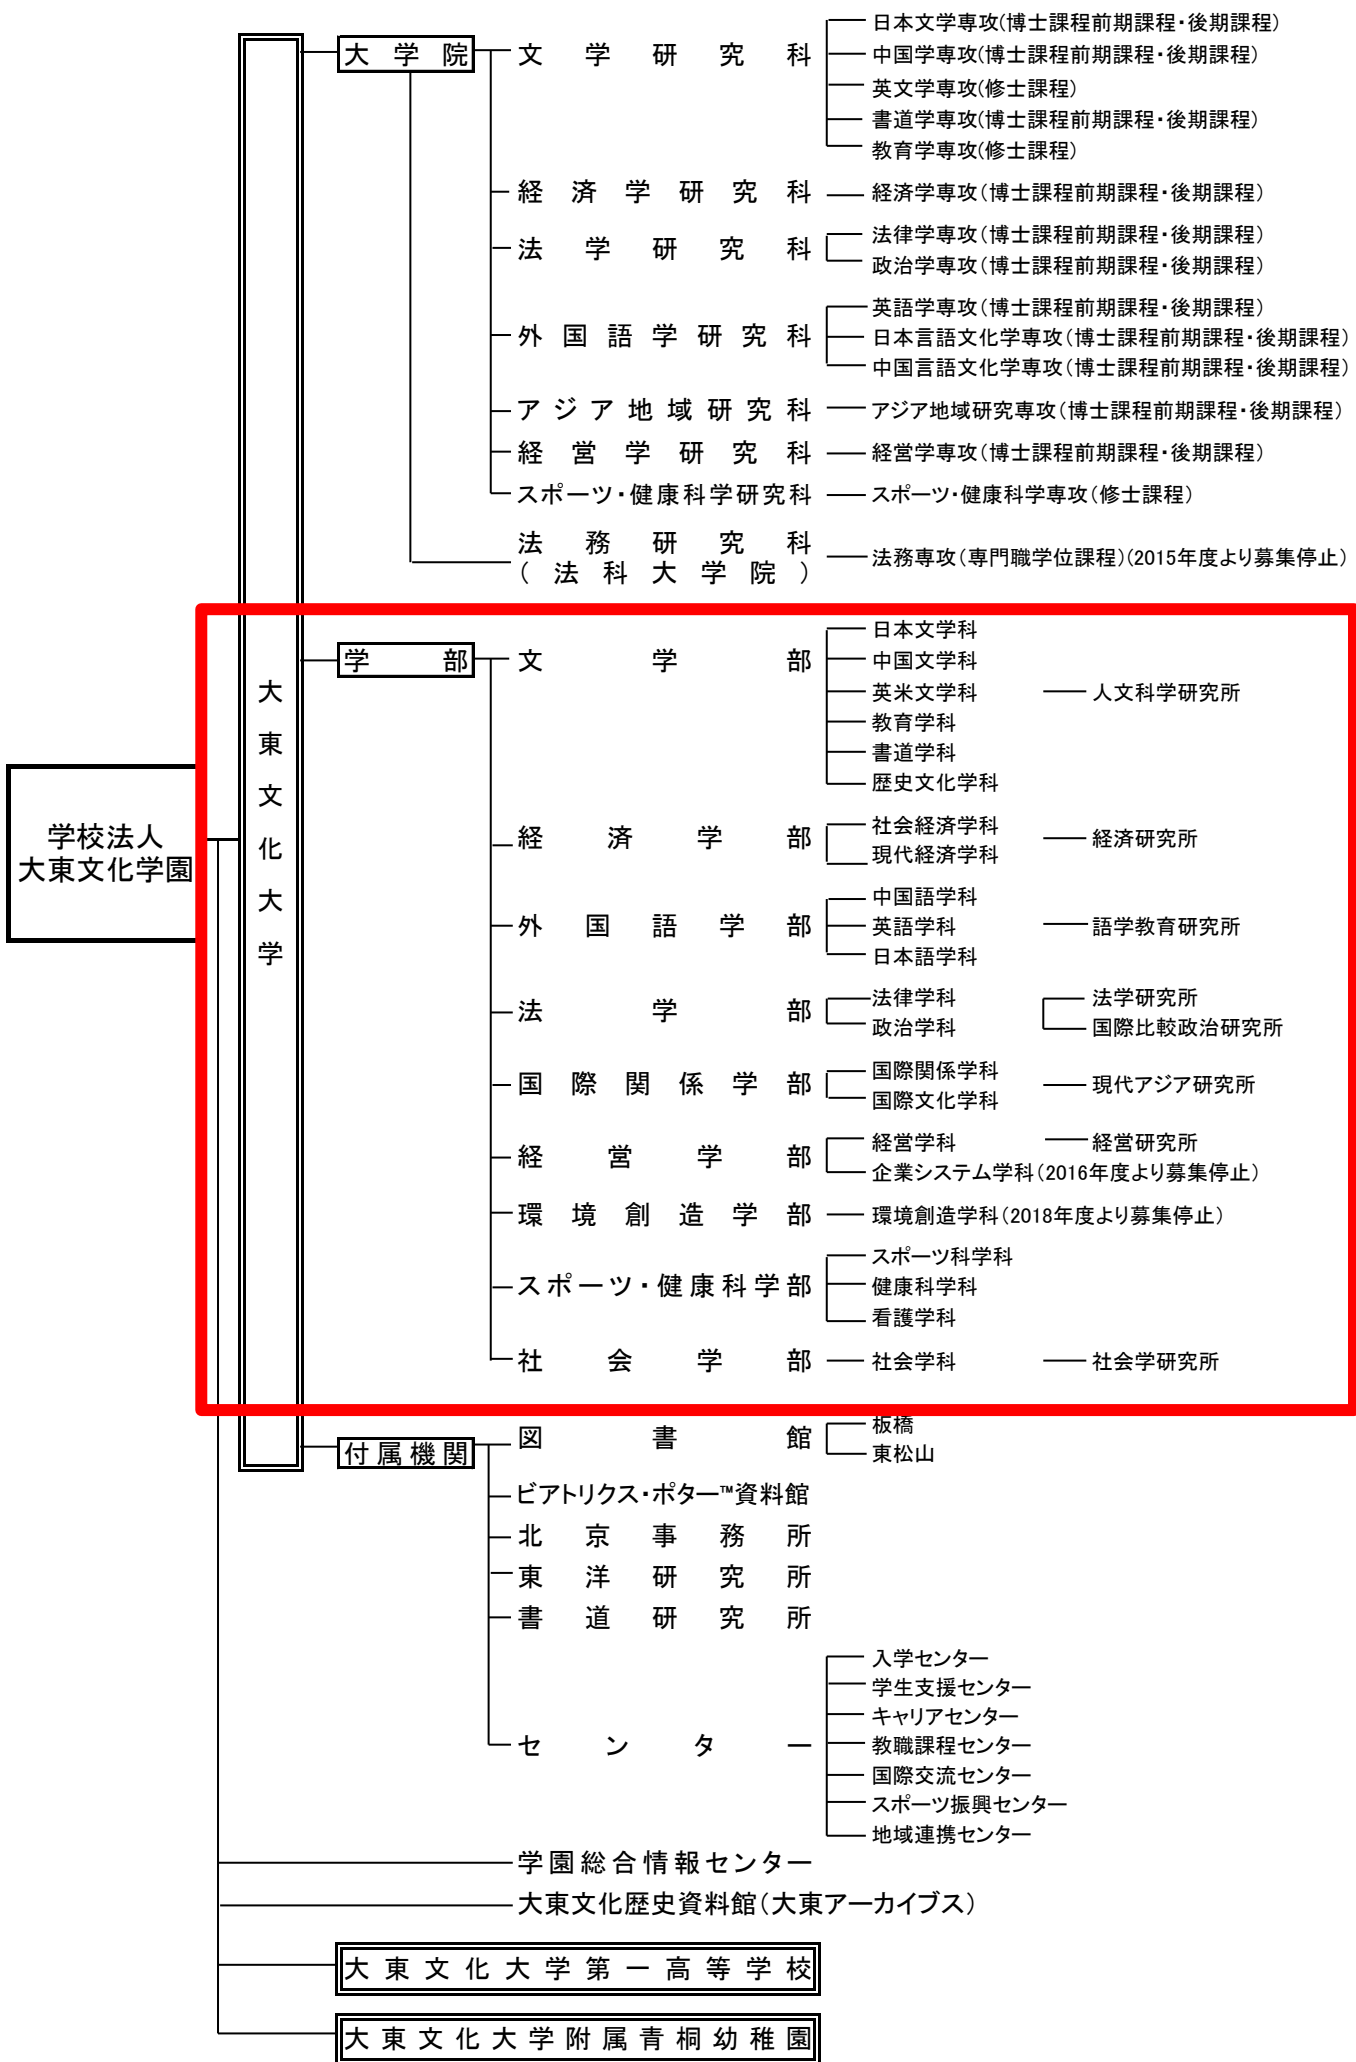 学校法人
大東文化学園
大東文化大学
大学院
文学研究科
日本文学専攻(博士課程前期課程・後期課程)
中国学専攻(博士課程前期課程・後期課程)
英文学専攻(修士課程)
書道学専攻(博士課程前期課程・後期課程)
教育学専攻(修士課程)
経済学研究科
経済学専攻(博士課程前期課程・後期課程)
法学研究科
法律学専攻(博士課程前期課程・後期課程)
政治学専攻(博士課程前期課程・後期課程)
外国語学研究科
英語学専攻(博士課程前期課程・後期課程)
日本言語文化学専攻(博士課程前期課程・後期課程)
中国言語文化学専攻(博士課程前期課程・後期課程)
アジア地域研究科
アジア地域研究専攻(博士課程前期課程・後期課程)
経営学研究科
経営学専攻(博士課程前期課程・後期課程)
スポーツ・健康科学研究科
スポーツ・健康科学専攻(修士課程)
法務研究科
(法科大学院)
法務専攻(専門職学位課程)(2015年度より募集停止)
学部
文学部
日本文学科
中国文学科
英米文学科
教育学科
書道学科
歴史文化学科
人文科学研究所
経済学部
社会経済学科
現代経済学科
経済研究所
外国語学部
中国語学科
英語学科
日本語学科
語学教育研究所
法学部
法律学科
政治学科
法学研究所
国際比較政治研究所
国際関係学部
国際関係学科
国際文化学科
現代アジア研究所
経営学部
経営学科
経営研究所
企業システム学科(2016年度より募集停止)
環境創造学部
環境創造学科(2018年度より募集停止)
スポーツ・健康科学部
スポーツ科学科
健康科学科
看護学科
社会学部
社会学科
社会学研究所
付属機関
図書館
板橋
東松山
ビアトリクス・ポター™資料館
北京事務所
東洋研究所
書道研究所
センター
入学センター
学生支援センター
キャリアセンター
教職課程センター
国際交流センター
スポーツ振興センター
地域連携センター
学園総合情報センター
大東文化歴史資料館(大東アーカイブス)
大東文化大学第一高等学校
大東文化大学附属青桐幼稚園